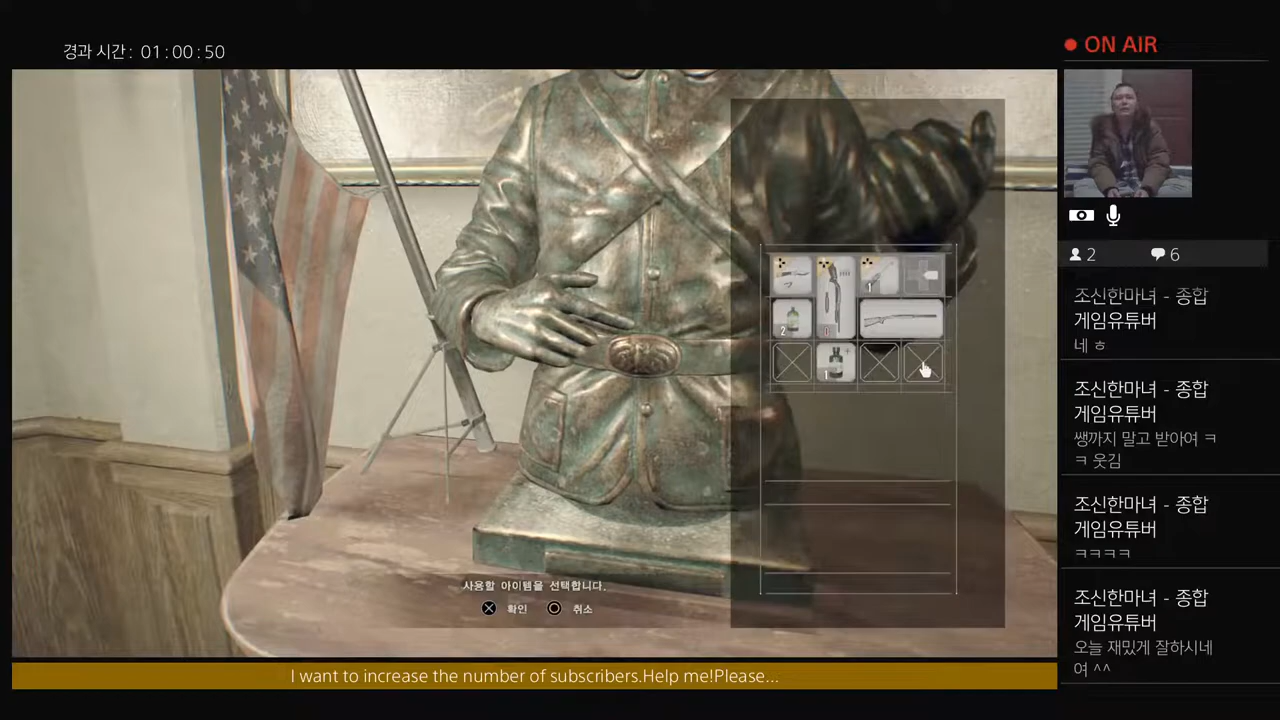 경과 시간: 01:00:50
ON AIR
2
6
조신한마녀 - 종합
게임유튜버
네 ㅎ
조신한마녀 - 종합
게임유튜버
쌩까지 말고 받아여 ㅋ
ㅋ 웃김
조신한마녀 - 종합
게임유튜버
ㅋㅋㅋㅋ
조신한마녀 - 종합
게임유튜버
오늘 재밌게 잘하시네
여 ^^
1
2
1
사용할 아이템을 선택합니다.
확인 취소
I want to increase the number of subscribers.Help me!Please...